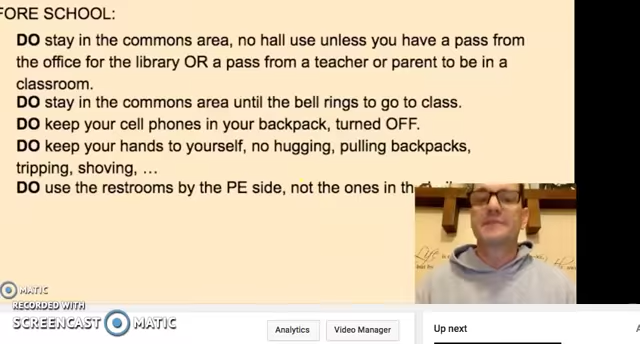 FORE SCHOOL:
DO stay in the commons area, no hall use unless you have a pass from
the office for the library OR a pass from a teacher or parent to be in a
classroom.
DO stay in the commons area until the bell rings to go to class.
DO keep your cell phones in your backpack, turned OFF.
DO keep your hands to yourself, no hugging, pulling backpacks,
tripping, shoving, ...
DO use the restrooms by the PE side, not the ones in th
MATIC
RECORDED WITH
SCREENCAST MATIC
Analytics
Video Manager
Up next